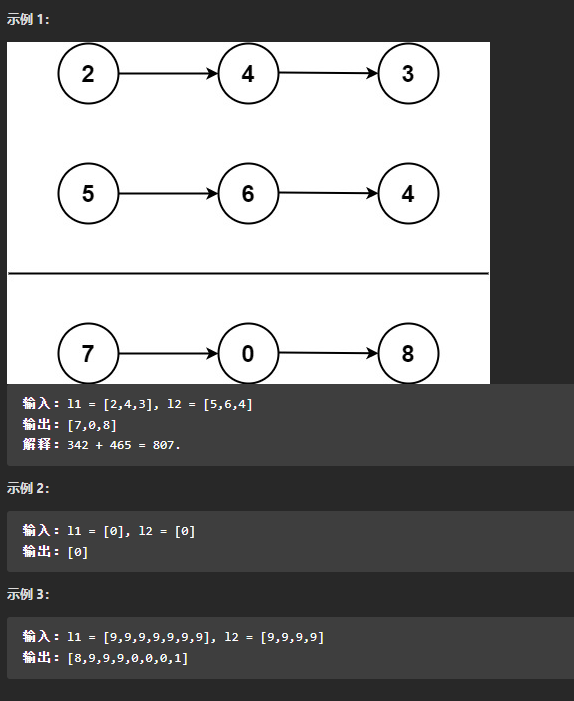 示例 1：
2 4 3
5 6 4
7 0 8
输入：l1 = [2,4,3], l2 = [5,6,4]
输出：[7,0,8]
解释：342 + 465 = 807.
示例 2：
输入：l1 = [0], l2 = [0]
输出：[0]
示例 3：
输入：l1 = [9,9,9,9,9,9,9], l2 = [9,9,9,9]
输出：[8,9,9,9,0,0,0,1]